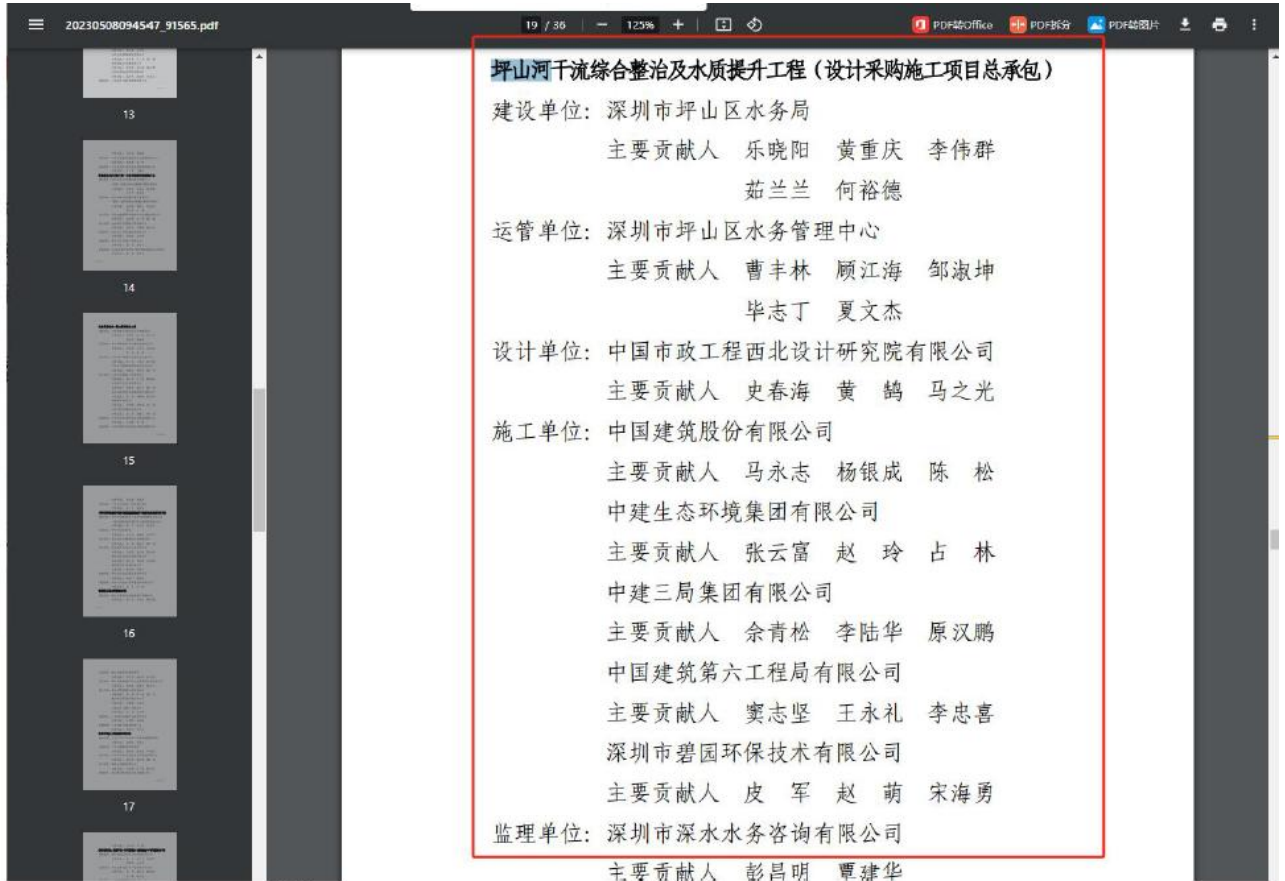 20230508094547_91565.pdf
19 / 36
125%
PDF转Office
PDF拆分
PDF转图片
13
14
15
16
17
坪山河干流综合整治及水质提升工程（设计采购施工项目总承包）
建设单位：深圳市坪山区水务局
主要贡献人 乐晓阳 黄重庆 李伟群
茹兰兰 何裕德
运管单位：深圳市坪山区水务管理中心
主要贡献人 曹丰林 顾江海 邹淑坤
毕志丁 夏文杰
设计单位：中国市政工程西北设计研究院有限公司
主要贡献人 史春海 黄 鹄 马之光
施工单位：中国建筑股份有限公司
主要贡献人 马永志 杨银成 陈 松
中建生态环境集团有限公司
主要贡献人 张云富 赵 玲 占 林
中建三局集团有限公司
主要贡献人 余青松 李陆华 原汉鹏
中国建筑第六工程局有限公司
主要贡献人 窦志坚 王永礼 李忠喜
深圳市碧园环保技术有限公司
主要贡献人 皮 军 赵 萌 宋海勇
监理单位：深圳市深水水务咨询有限公司
主要贡献人 彭昌明 覃建华